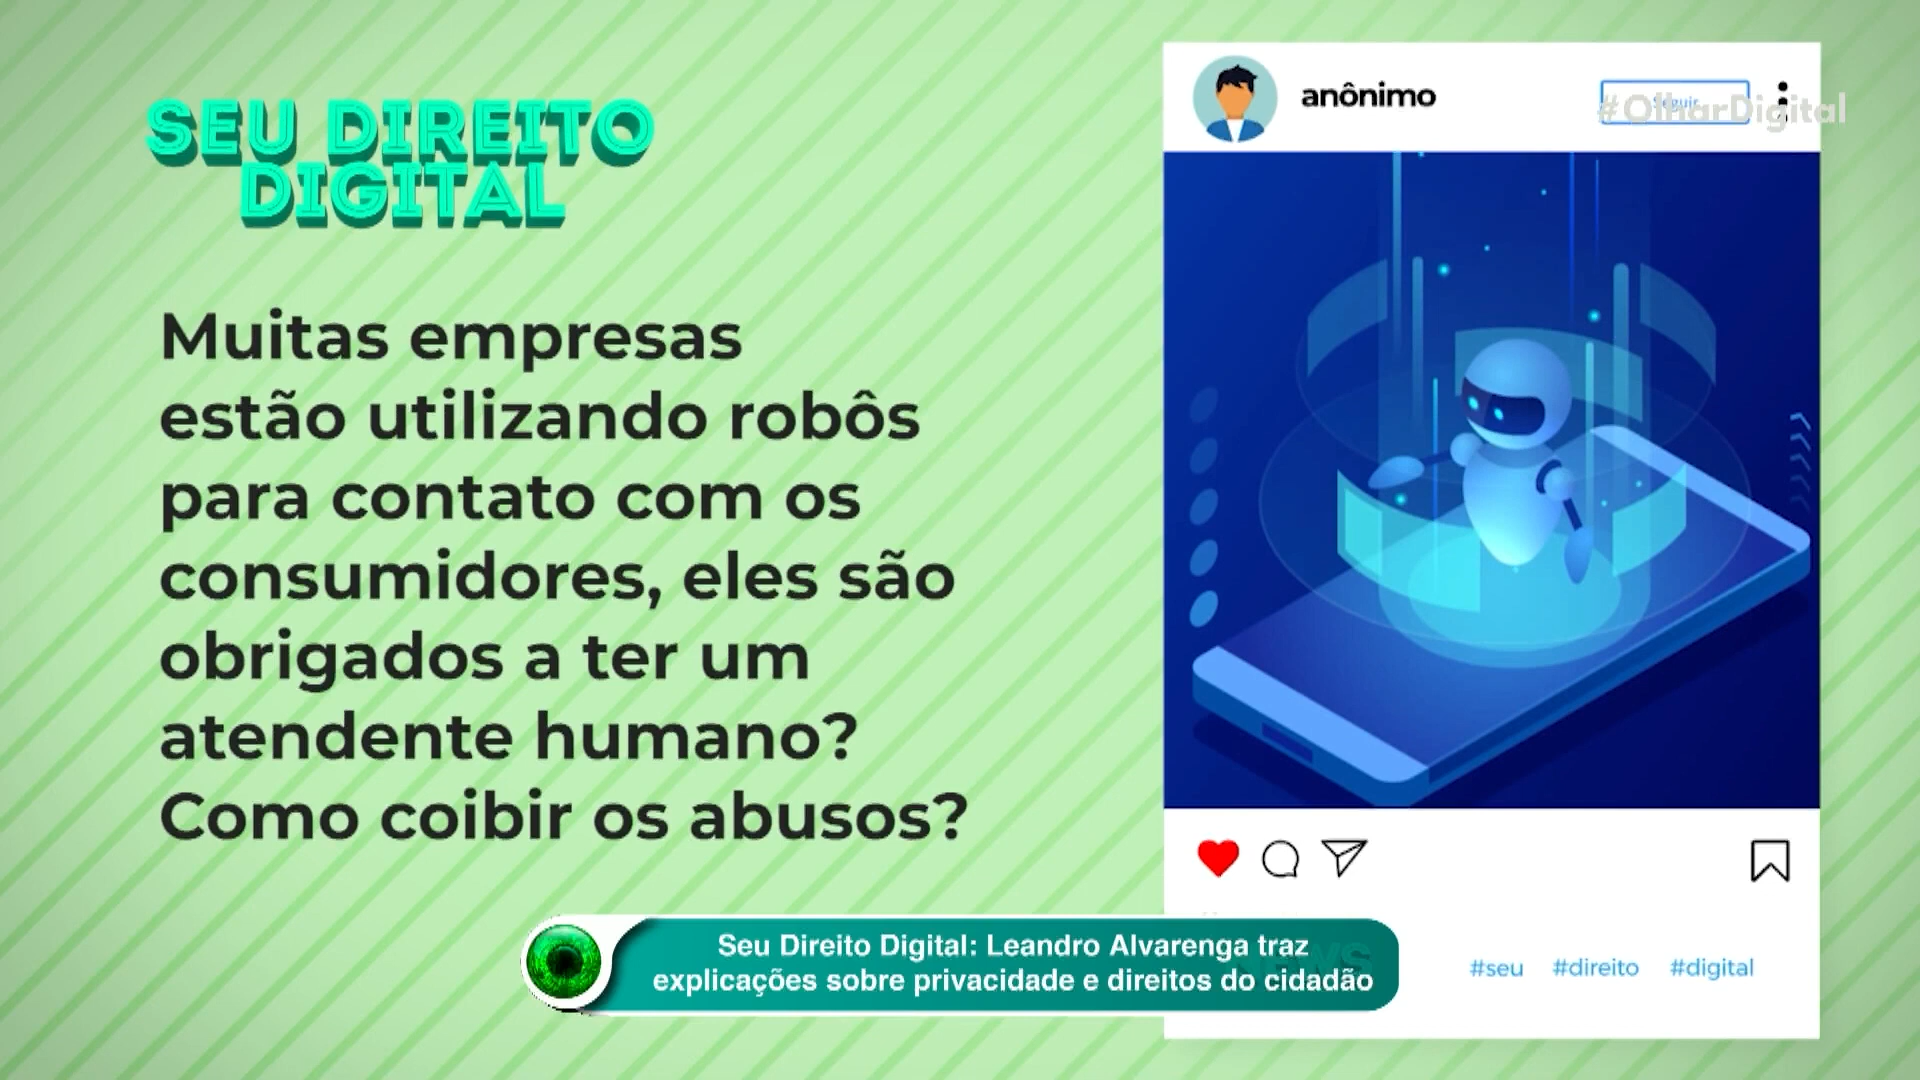 SEU DIREITO
DIGITAL
Muitas empresas
estão utilizando robôs
para contato com os
consumidores, eles são
obrigados a ter um
atendente humano?
Como coibir os abusos?
anônimo
Seguir
#OlharDigital
Seu Direito Digital: Leandro Alvarenga traz
explicações sobre privacidade e direitos do cidadão
#seu #direito #digital